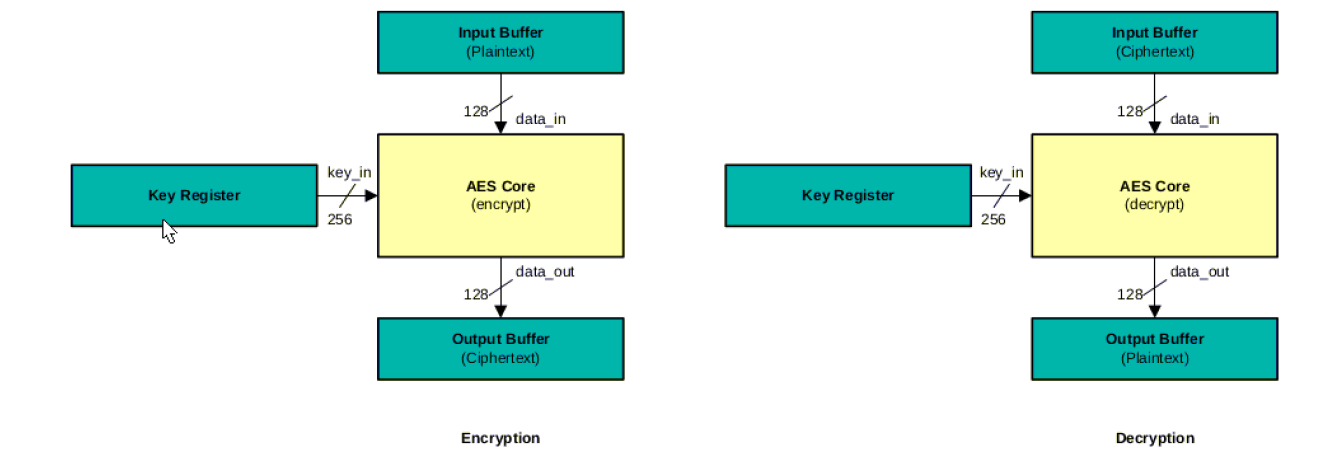 Input Buffer
(Plaintext)
128
data_in
key_in
Key Register
256
AES Core
(encrypt)
data_out
128
Output Buffer
(Ciphertext)
Encryption
Input Buffer
(Ciphertext)
128
data_in
key_in
Key Register
256
AES Core
(decrypt)
data_out
128
Output Buffer
(Plaintext)
Decryption